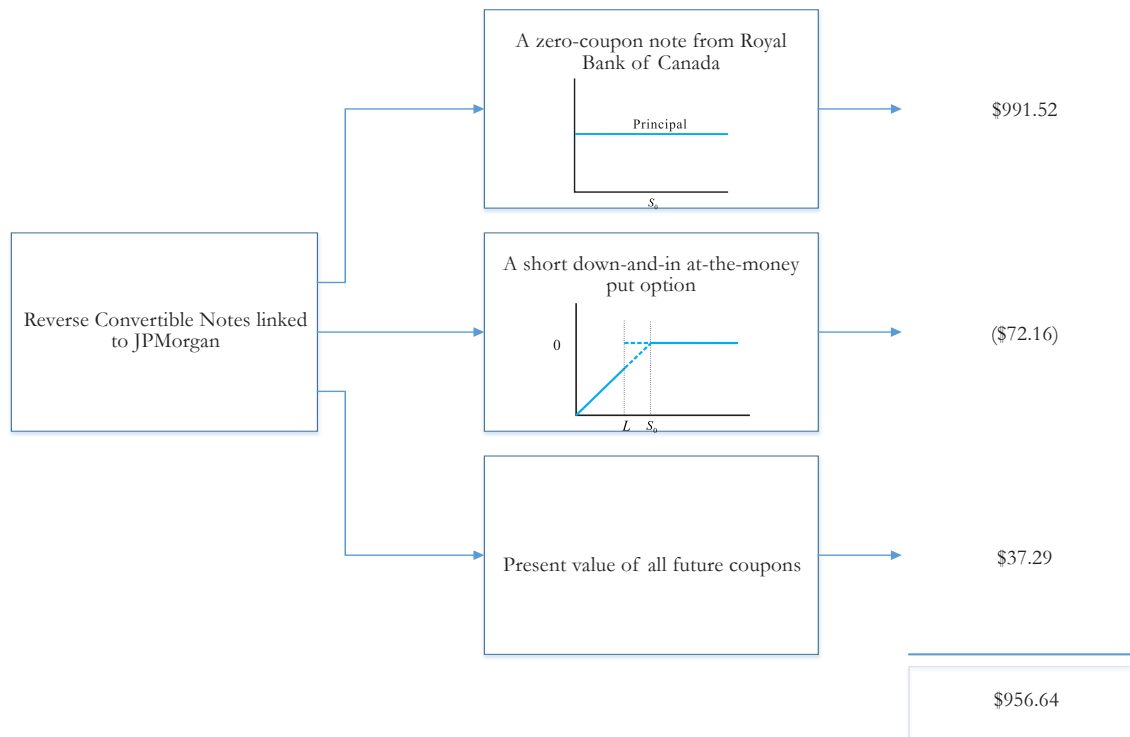 A zero-coupon note from Royal
Bank of Canada
Principal
S₀
$991.52
Reverse Convertible Notes linked
to JPMorgan
A short down-and-in at-the-money
put option
0
L S₀
($72.16)
Present value of all future coupons
$37.29
$956.64